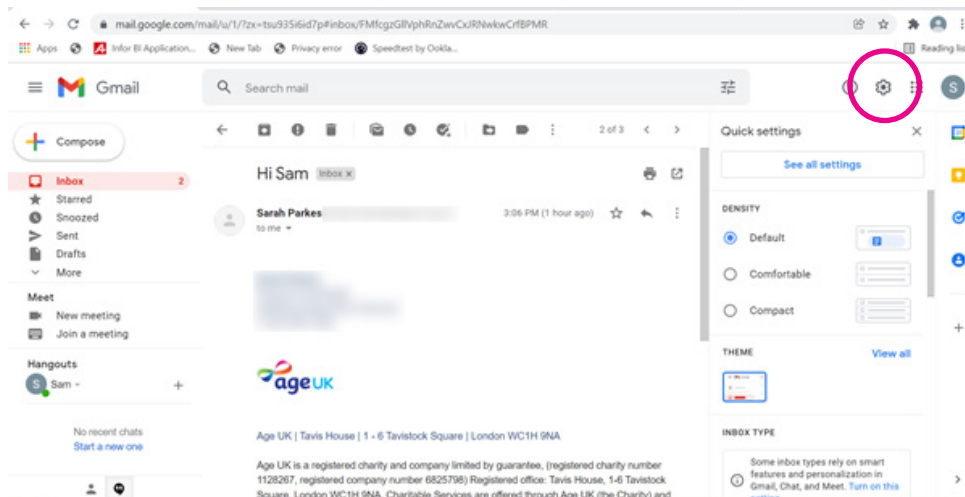 mail.google.com/mail/u/1/?zx=tsu935i6id7p#inbox/FMfcgzGllVphRnZwvCxJRNwkwCrfBPMR
Apps
Infor BI Application...
New Tab
Privacy error
Speedtest by Ookla...
Reading list
Gmail
Search mail
S
Compose
2 of 3
Quick settings
See all settings
Inbox 2
Starred
Snoozed
Sent
Drafts
More
Meet
New meeting
Join a meeting
Hangouts
S Sam
No recent chats
Start a new one
Hi Sam Inbox x
Sarah Parkes
3:06 PM (1 hour ago)
to me
ageUK
Age UK | Tavis House | 1 - 6 Tavistock Square | London WC1H 9NA
Age UK is a registered charity and company limited by guarantee, (registered charity number
1128267, registered company number 6825798) Registered office: Tavis House, 1-6 Tavistock
Square, London WC1H 9NA. Charitable Services are offered through Age UK (the Charity) and
DENSITY
Default
Comfortable
Compact
THEME
View all
INBOX TYPE
Some inbox types rely on smart
features and personalization in
Gmail, Chat, and Meet. Turn on this
setting